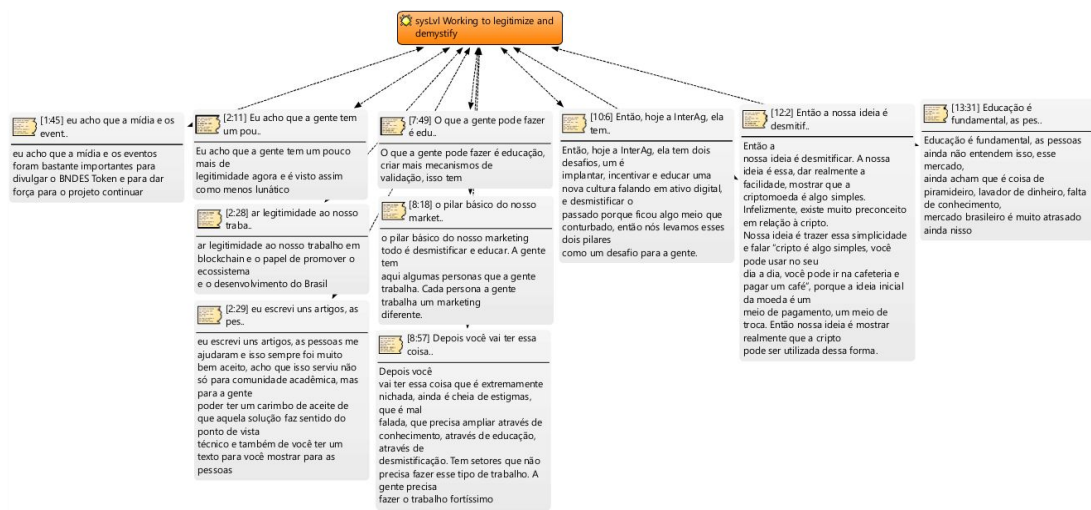 sysLvl Working to legitimize and
demystify
[1:45] eu acho que a mídia e os
event..
eu acho que a mídia e os eventos
foram bastante importantes para
divulgar o BNDES Token e para dar
força para o projeto continuar
[2:11] Eu acho que a gente tem
um pou..
Eu acho que a gente tem um pouco
mais de
legitimidade agora e é visto assim
como menos lunático
[2:28] ar legitimidade ao nosso
traba..
ar legitimidade ao nosso trabalho em
blockchain e o papel de promover o
ecossistema
e o desenvolvimento do Brasil
[2:29] eu escrevi uns artigos, as
pes..
eu escrevi uns artigos, as pessoas me
ajudaram e isso sempre foi muito
bem aceito, acho que isso serviu não
só para comunidade acadêmica, mas
para a gente
poder ter um carimbo de aceite de
que aquela solução faz sentido do
ponto de vista
técnico e também de você ter um
texto para você mostrar para as
pessoas
[7:49] O que a gente pode fazer
é edu..
O que a gente pode fazer é educação,
criar mais mecanismos de
validação, isso tem
[8:18] o pilar básico do nosso
market..
o pilar básico do nosso marketing
todo é desmistificar e educar. A gente
tem
aqui algumas personas que a gente
trabalha. Cada persona a gente
trabalha um marketing
diferente.
[8:57] Depois você vai ter essa
coisa..
Depois você
vai ter essa coisa que é extremamente
nichada, ainda é cheia de estigmas,
que é mal
falada, que precisa ampliar através de
conhecimento, através de educação,
através de
desmistificação. Tem setores que não
precisa fazer esse tipo de trabalho. A
gente precisa
fazer o trabalho fortíssimo
[10:6] Então, hoje a InterAg, ela
tem..
Então, hoje a InterAg, ela tem dois
desafios, um é
implantar, incentivar e educar uma
nova cultura falando em ativo digital,
e desmistificar o
passado porque ficou algo meio que
conturbado, então nós levamos esses
dois pilares
como um desafio para a gente.
[12:2] Então a nossa ideia é
desmitif..
Então a
nossa ideia é desmitificar. A nossa
ideia é essa, dar realmente a
facilidade, mostrar que a
criptomoeda é algo simples.
Infelizmente, existe muito preconceito
em relação à cripto.
Nossa ideia é trazer essa simplicidade
e falar "cripto é algo simples, você
pode usar no seu
dia a dia, você pode ir na cafeteria e
pagar um café", porque a ideia inicial
da moeda é um
meio de pagamento, um meio de
troca. Então nossa ideia é mostrar
realmente que a cripto
pode ser utilizada dessa forma.
[13:31] Educação é
fundamental, as pes..
Educação é fundamental, as pessoas
ainda não entendem isso, esse
mercado,
ainda acham que é coisa de
piramideiro, lavador de dinheiro, falta
de conhecimento,
mercado brasileiro é muito atrasado
ainda nisso